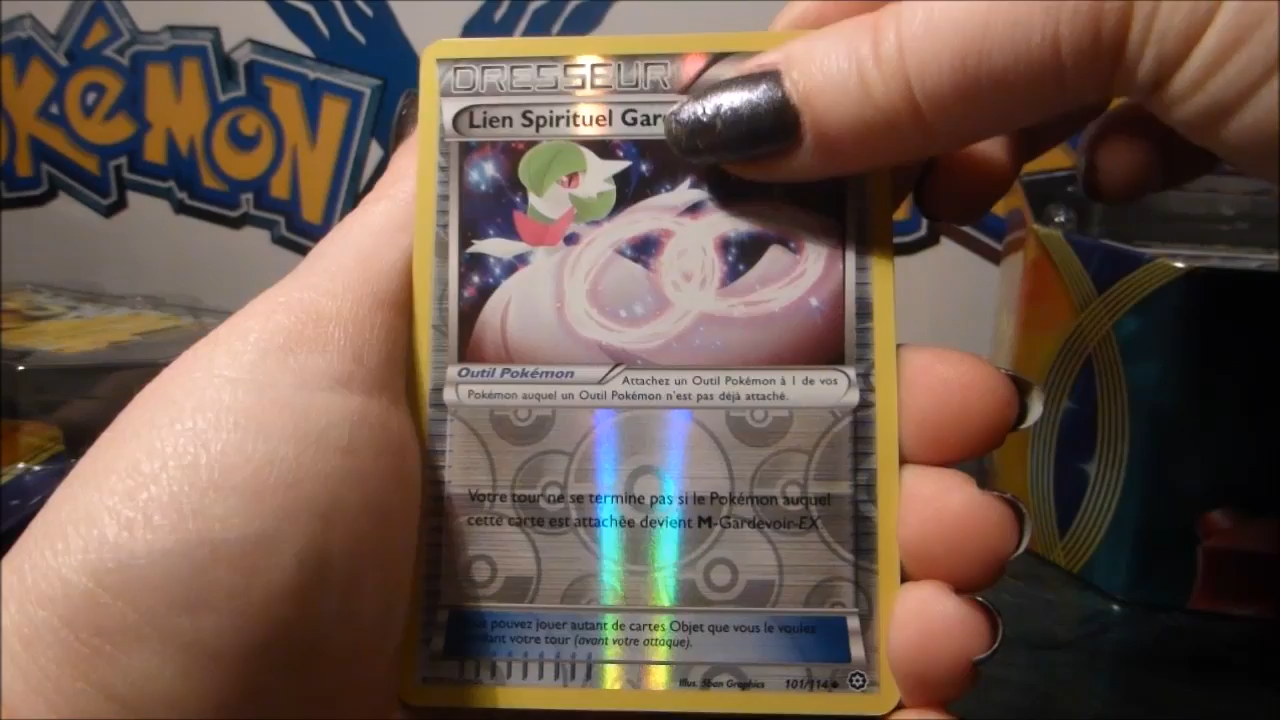 POKéMON
DRESSEUR
Lien Spirituel Gar
Outil Pokémon
Attachez un Outil Pokémon à 1 de vos
Pokémon auquel un Outil Pokémon n'est pas déjà attaché.
Votre tour ne se termine pas si le Pokémon auquel
cette carte est attachée devient M-Gardevoir-EX.
pouvez jouer autant de cartes Objet que vous le voulez
votre tour (avant votre attaque).
Illus. 5ban Graphics 101/114